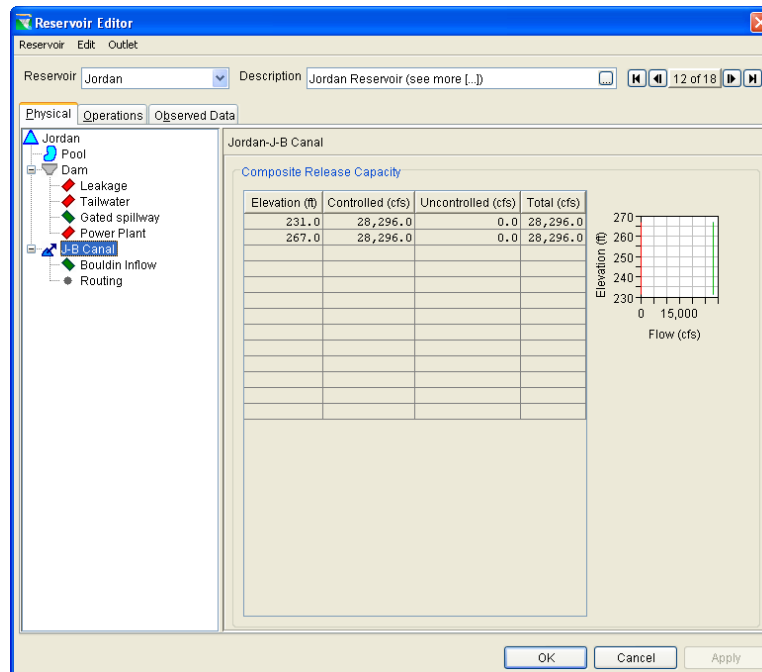 Reservoir Editor
Reservoir Edit Outlet
Reservoir Jordan Description Jordan Reservoir (see more [...]) ... 12 of 18
Physical Operations Observed Data
Jordan
Pool
Dam
Leakage
Tailwater
Gated spillway
Power Plant
J-B Canal
Bouldin Inflow
Routing
Jordan-J-B Canal
Composite Release Capacity
Elevation (ft) Controlled (cfs) Uncontrolled (cfs) Total (cfs)
231.0 28,296.0 0.0 28,296.0
267.0 28,296.0 0.0 28,296.0
Elevation (ft)
270
260
250
240
230
0 15,000
Flow (cfs)
OK Cancel Apply